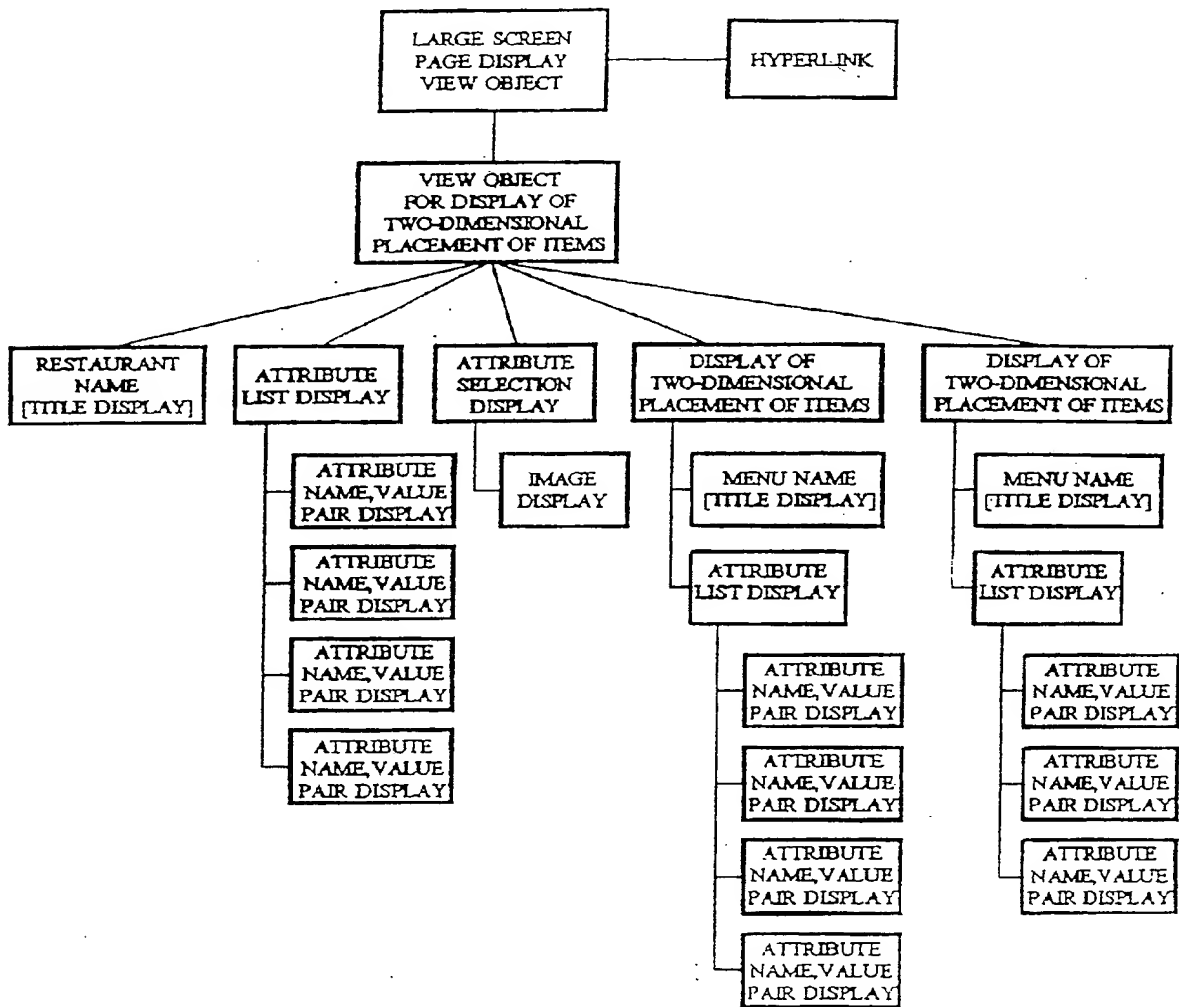 LARGE SCREEN
PAGE DISPLAY
VIEW OBJECT
HYPERLINK
VIEW OBJECT
FOR DISPLAY OF
TWO-DIMENSIONAL
PLACEMENT OF ITEMS
RESTAURANT
NAME
[TITLE DISPLAY]
ATTRIBUTE
LIST DISPLAY
ATTRIBUTE
SELECTION
DISPLAY
DISPLAY OF
TWO-DIMENSIONAL
PLACEMENT OF ITEMS
DISPLAY OF
TWO-DIMENSIONAL
PLACEMENT OF ITEMS
ATTRIBUTE
NAME,VALUE
PAIR DISPLAY
ATTRIBUTE
NAME,VALUE
PAIR DISPLAY
ATTRIBUTE
NAME,VALUE
PAIR DISPLAY
ATTRIBUTE
NAME,VALUE
PAIR DISPLAY
IMAGE
DISPLAY
MENU NAME
[TITLE DISPLAY]
ATTRIBUTE
LIST DISPLAY
ATTRIBUTE
NAME,VALUE
PAIR DISPLAY
ATTRIBUTE
NAME,VALUE
PAIR DISPLAY
ATTRIBUTE
NAME,VALUE
PAIR DISPLAY
ATTRIBUTE
NAME,VALUE
PAIR DISPLAY
MENU NAME
[TITLE DISPLAY]
ATTRIBUTE
LIST DISPLAY
ATTRIBUTE
NAME,VALUE
PAIR DISPLAY
ATTRIBUTE
NAME,VALUE
PAIR DISPLAY
ATTRIBUTE
NAME,VALUE
PAIR DISPLAY